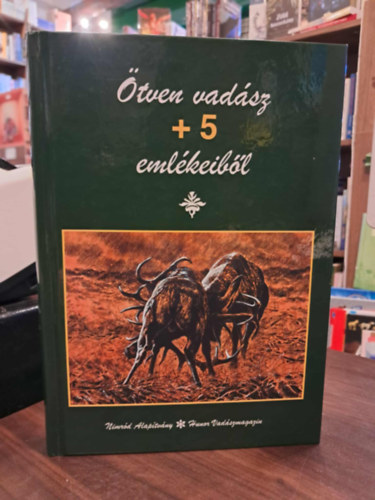 Ötven vadász
+ 5
emlékeiből
Nimród Alapítvány * Hunor Vadászmagazin